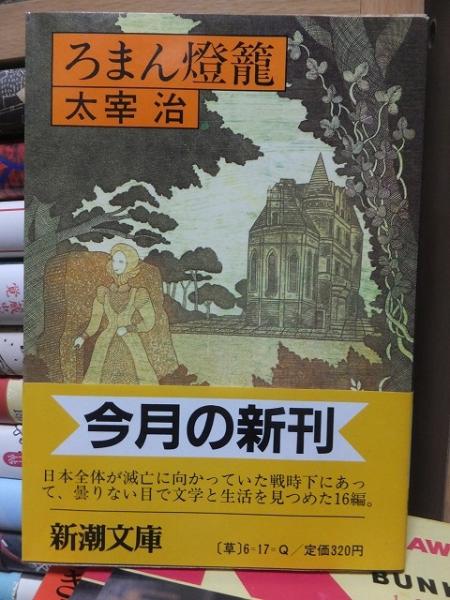 ろまん燈籠
太宰 治
今月の新刊
日本全体が滅亡に向かっていた戦時下にあっ
て、曇りない目で文学と生活を見つめた16編。
新潮文庫
〔草〕6=17=Q／定価320円
AW
BUNK